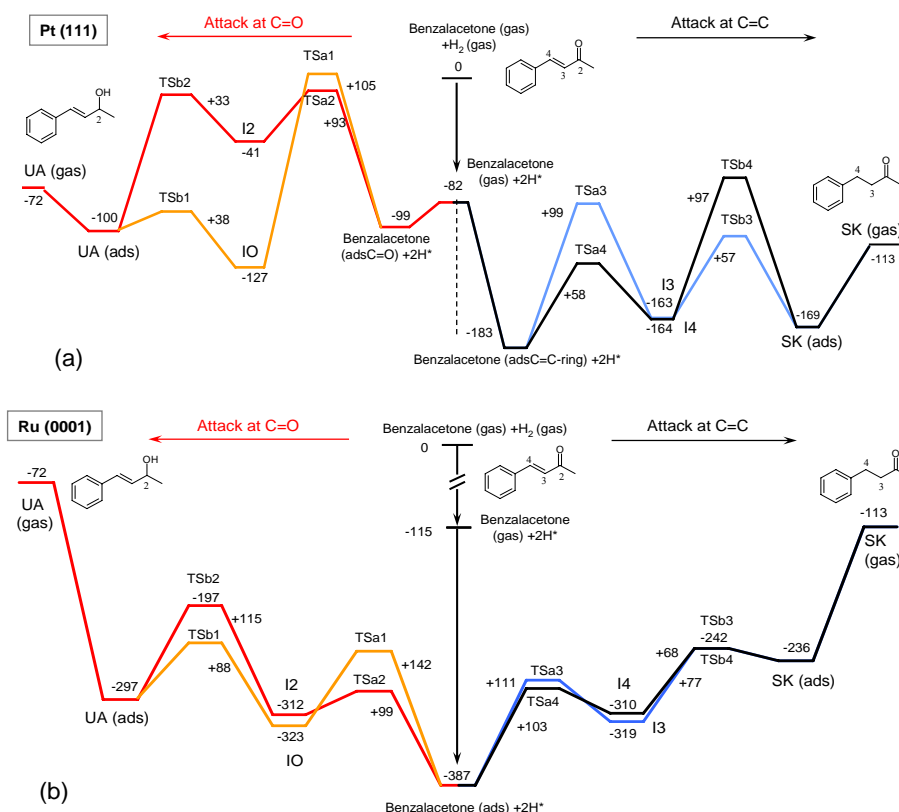 (a)
Pt (111)
Attack at C=O
Benzalacetone (gas)
+H2 (gas)
0
Attack at C=C
4
3
2
O
OH
2
TSb2
+33
I2
-41
TSa1
+105
TSa2
+93
UA (gas)
-72
-100
UA (ads)
TSb1
+38
IO
-127
-99
Benzalacetone
(adsC=O) +2H*
Benzalacetone
(gas) +2H*
-82
-183
Benzalacetone (adsC=C-ring) +2H*
TSa3
+99
TSa4
+58
I3
-163
-164
I4
TSb4
+97
TSb3
+57
-169
SK (ads)
4
3
O
SK (gas)
-113
Ru (0001)
Attack at C=O
Benzalacetone (gas) +H2 (gas)
0
Attack at C=C
4
3
2
O
OH
2
4
3
O
-72
UA
(gas)
-115
Benzalacetone
(gas) +2H*
-113
SK
(gas)
TSb2
-197
+115
TSb1
+88
-297
UA (ads)
I2
-312
-323
IO
TSa1
+142
TSa2
+99
-387
Benzalacetone (ads) +2H*
+111
TSa3
TSa4
+103
I4
-310
-319
I3
TSb3
-242
TSb4
+68
+77
-236
SK (ads)
(b)